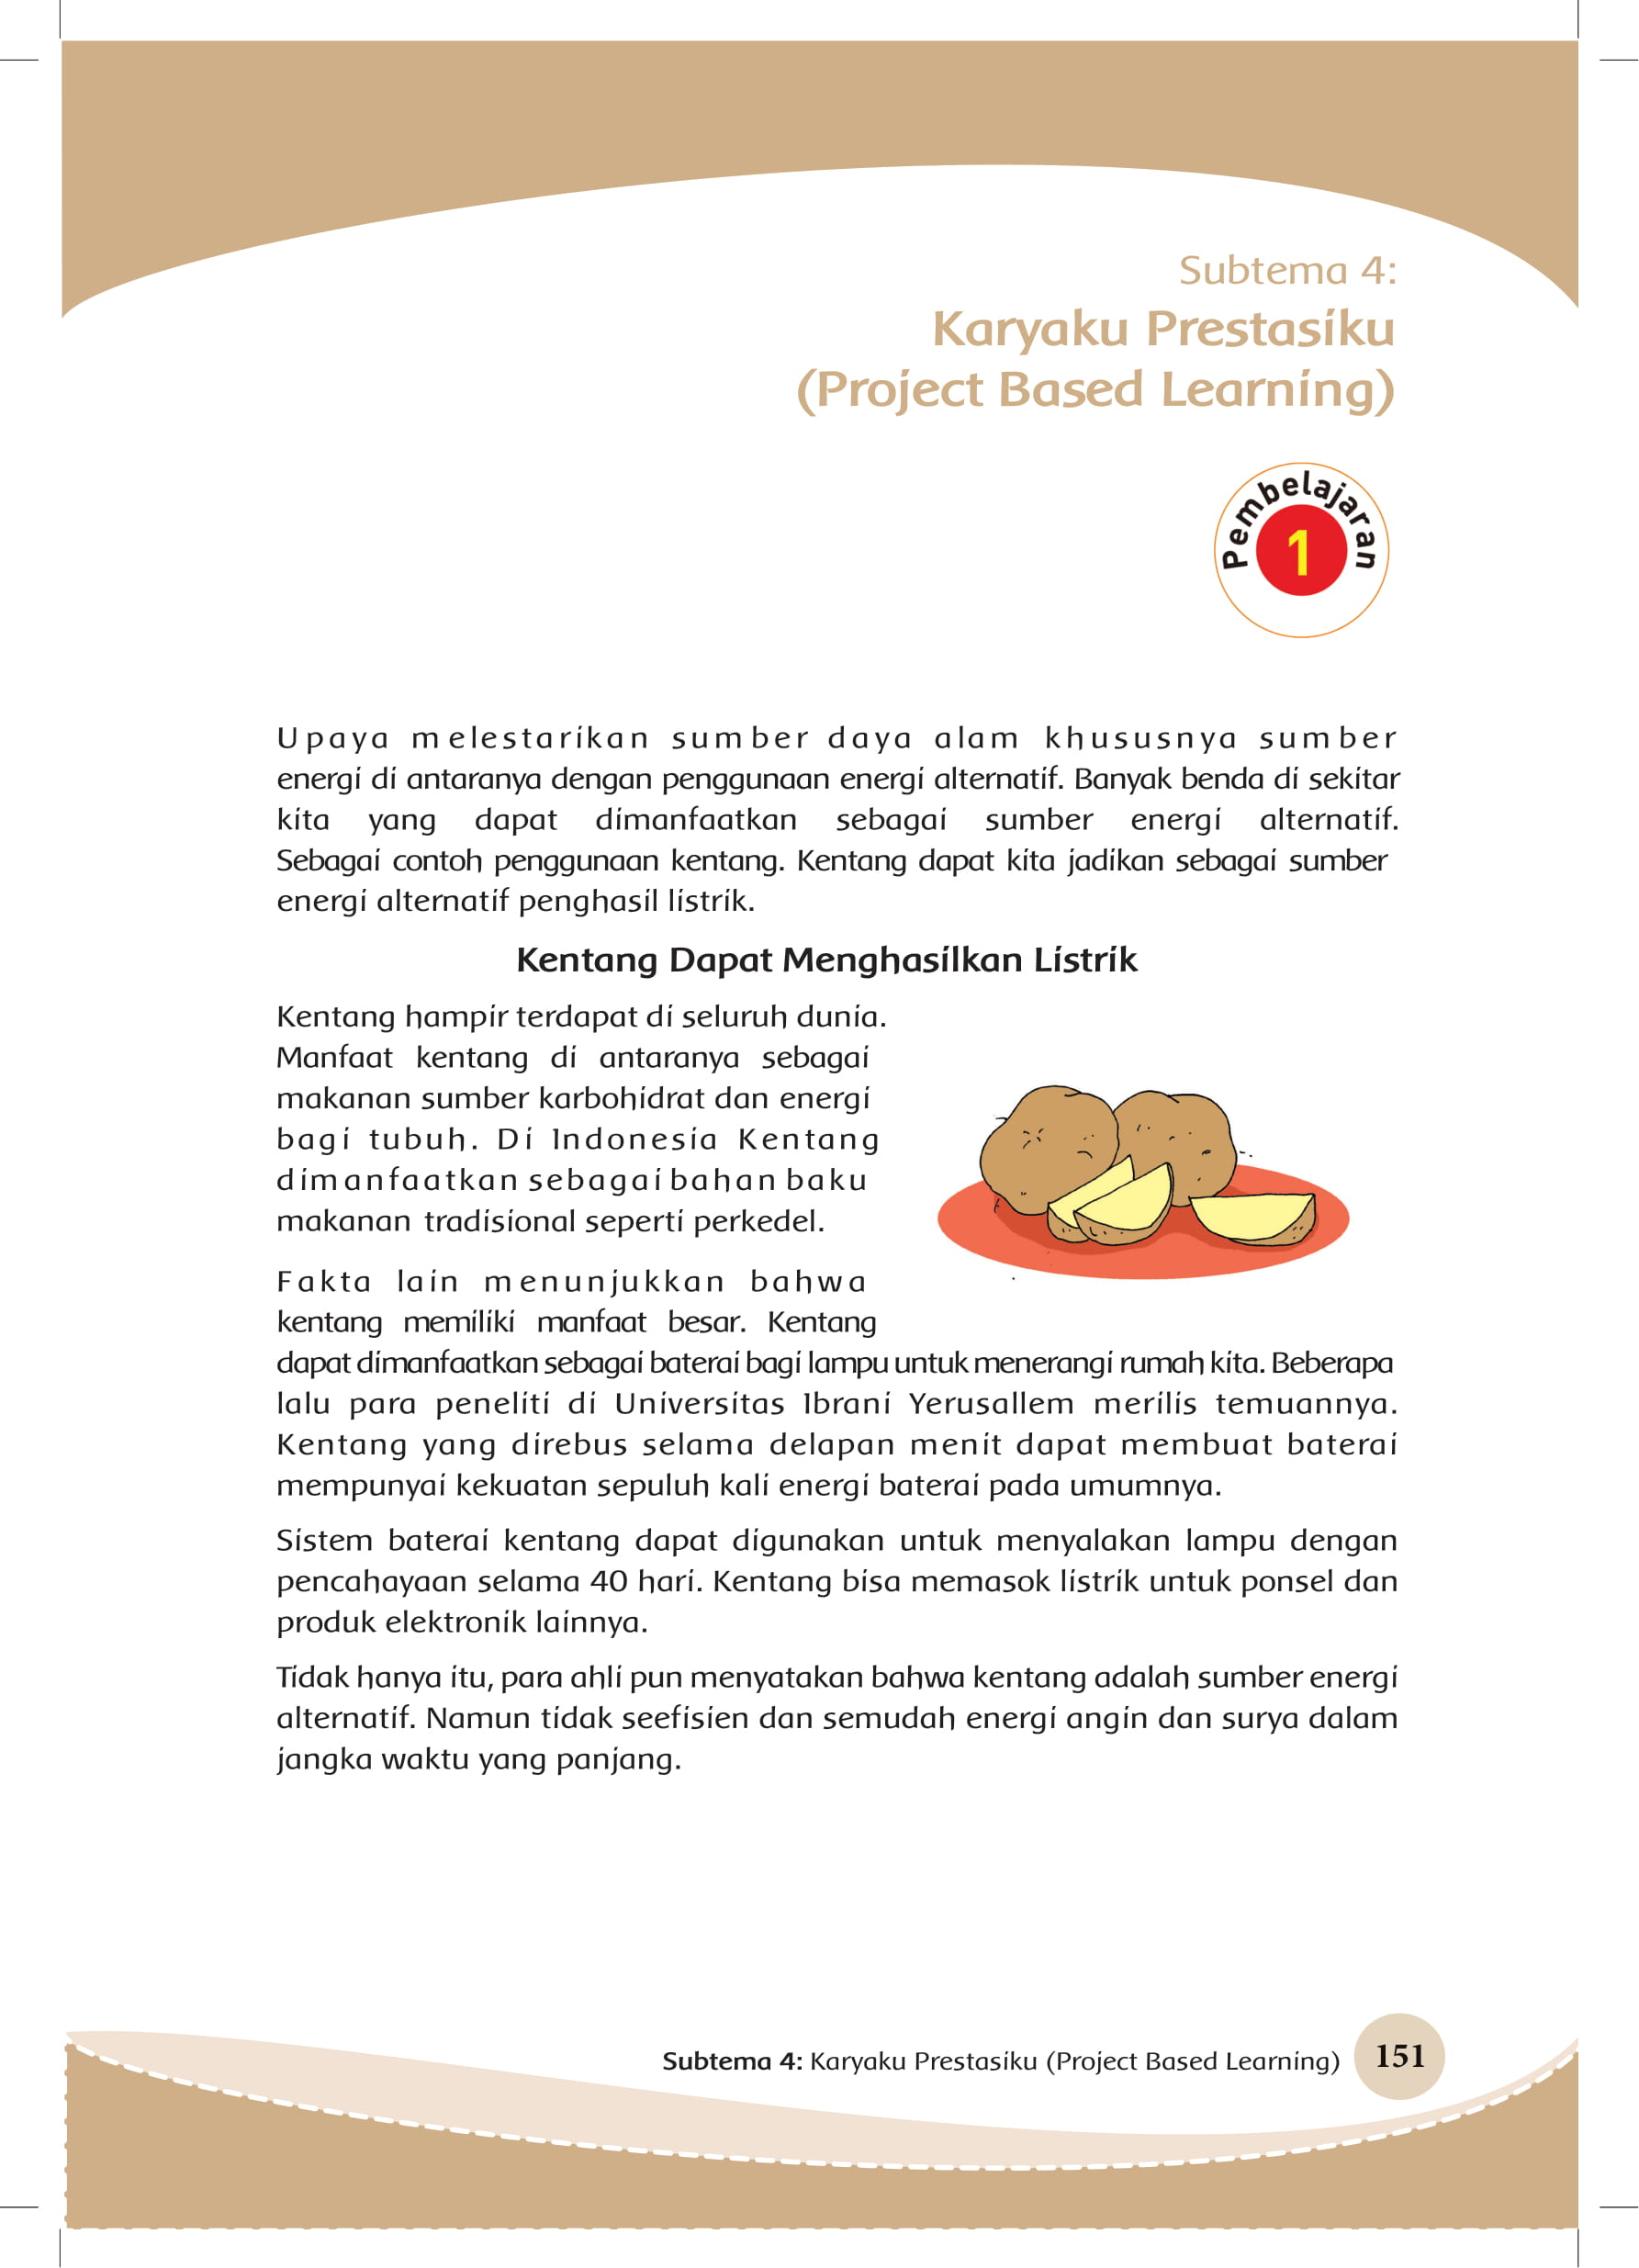 Subtema 4:
Karyaku Prestasiku
(Project Based Learning)
Pembelajaran
1
Upaya melestarikan sumber daya alam khususnya sumber
energi di antaranya dengan penggunaan energi alternatif. Banyak benda di sekitar
kita yang dapat dimanfaatkan sebagai sumber energi alternatif.
Sebagai contoh penggunaan kentang. Kentang dapat kita jadikan sebagai sumber
energi alternatif penghasil listrik.
Kentang Dapat Menghasilkan Listrik
Kentang hampir terdapat di seluruh dunia.
Manfaat kentang di antaranya sebagai
makanan sumber karbohidrat dan energi
bagi tubuh. Di Indonesia Kentang
dimanfaatkan sebagai bahan baku
makanan tradisional seperti perkedel.
Fakta lain menunjukkan bahwa
kentang memiliki manfaat besar. Kentang
dapat dimanfaatkan sebagai baterai bagi lampu untuk menerangi rumah kita. Beberapa
lalu para peneliti di Universitas Ibrani Yerusallem merilis temuannya.
Kentang yang direbus selama delapan menit dapat membuat baterai
mempunyai kekuatan sepuluh kali energi baterai pada umumnya.
Sistem baterai kentang dapat digunakan untuk menyalakan lampu dengan
pencahayaan selama 40 hari. Kentang bisa memasok listrik untuk ponsel dan
produk elektronik lainnya.
Tidak hanya itu, para ahli pun menyatakan bahwa kentang adalah sumber energi
alternatif. Namun tidak seefisien dan semudah energi angin dan surya dalam
jangka waktu yang panjang.
Subtema 4: Karyaku Prestasiku (Project Based Learning)
151